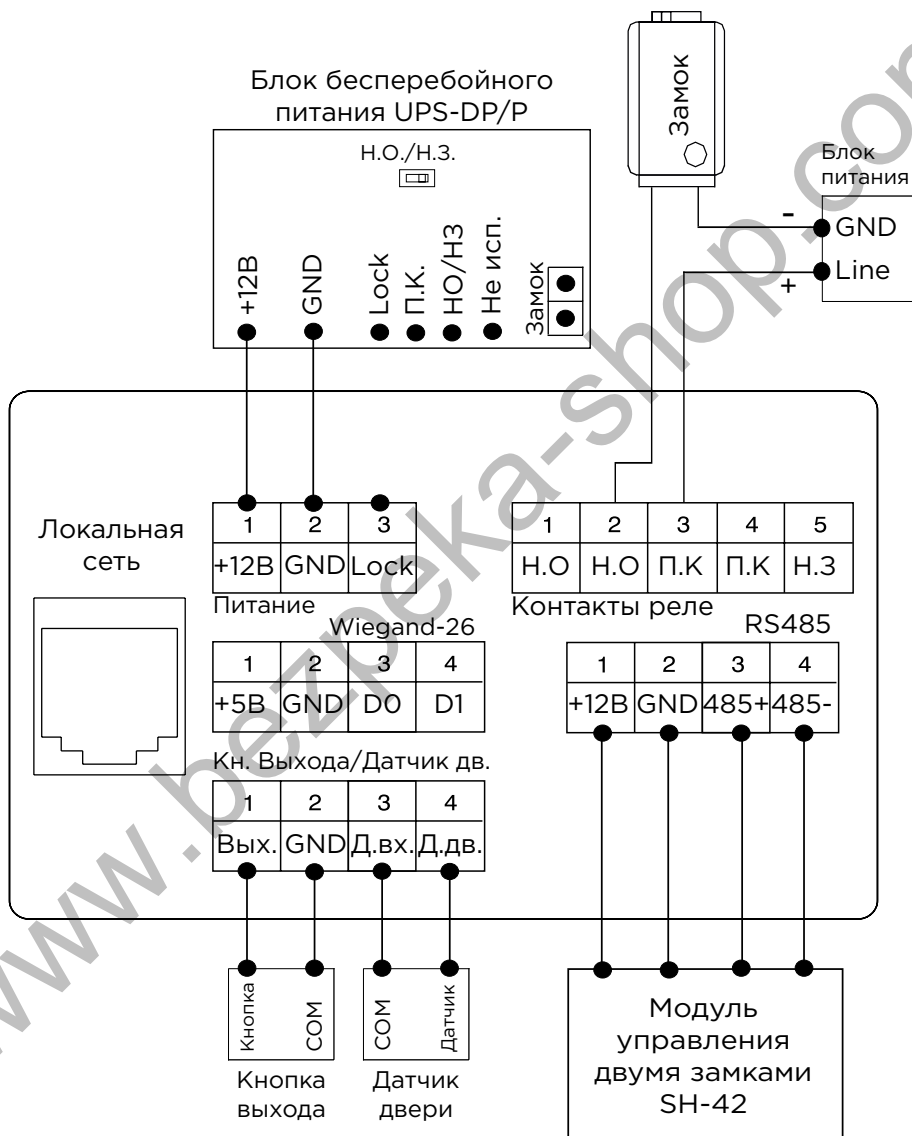 Блок бесперебойного
питания UPS-DP/P
Н.О./Н.З.
+12В
GND
Lock
П.К.
НО/НЗ
Не исп.
Замок
Замок
Блок
питания
-
GND
Line
+
Локальная
сеть
1 2 3
+12В GND Lock
Питание
1 2 3 4 5
Н.О Н.О П.К П.К Н.З
Контакты реле
Wiegand-26
1 2 3 4
+5В GND D0 D1
RS485
1 2 3 4
+12В GND 485+ 485-
Кн. Выхода/Датчик дв.
1 2 3 4
Вых. GND Д.вх. Д.дв.
Кнопка
COM
COM
Датчик
Кнопка
выхода
Датчик
двери
Модуль
управления
двумя замками
SH-42
www.bezpeka-shop.com